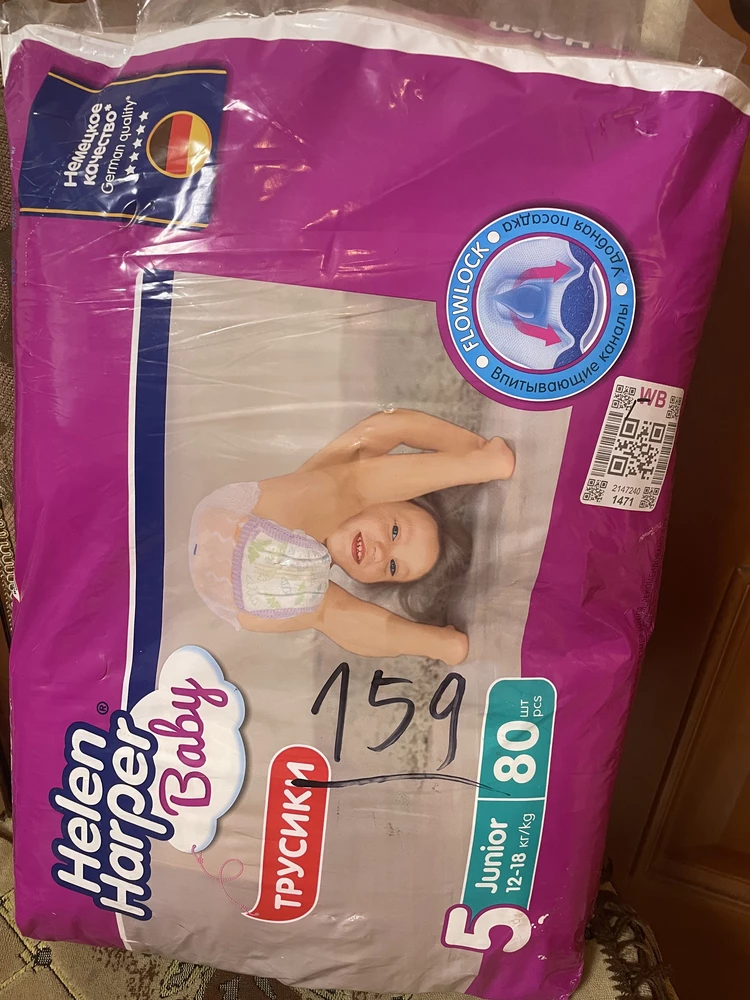 Helen
Немецкое
качество*
German quality*
FLOWLOCK
Удобная посадка
Впитывающие каналы
WB
2147240
1471
Helen
Harper®
Baby
ТРУСИКИ
159
5
Junior
12-18 кг/kg
80 шт
pcs